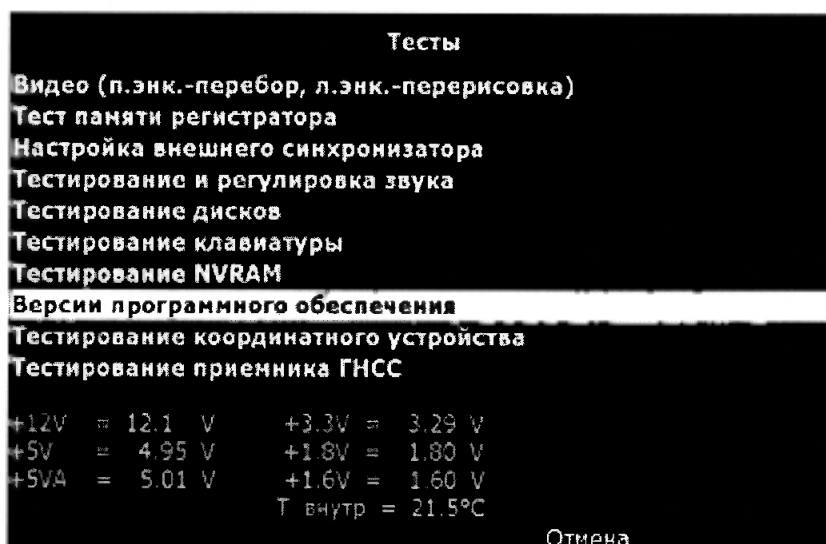 Тесты
Видео (п.энк.-перебор, л.энк.-перерисовка)
Тест памяти регистратора
Настройка внешнего синхронизатора
Тестирование и регулировка звука
Тестирование дисков
Тестирование клавиатуры
Тестирование NVRAM
Версии программного обеспечения
Тестирование координатного устройства
Тестирование приемника ГНСС
+12V = 12.1 V +3.3V = 3.29 V
+5V = 4.95 V +1.8V = 1.80 V
+5VA = 5.01 V +1.6V = 1.60 V
Т внутр = 21.5°C
Отмена